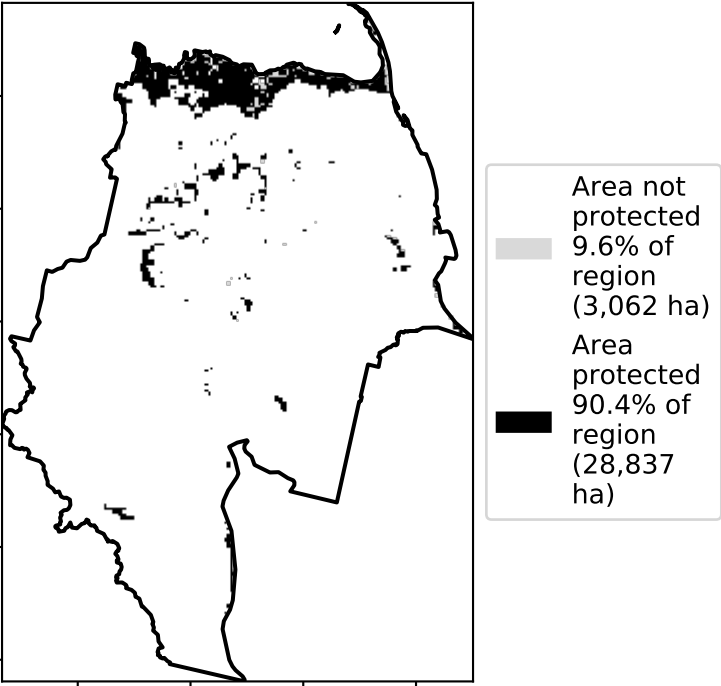 Area not
protected
9.6% of
region
(3,062 ha)
Area
protected
90.4% of
region
(28,837
ha)